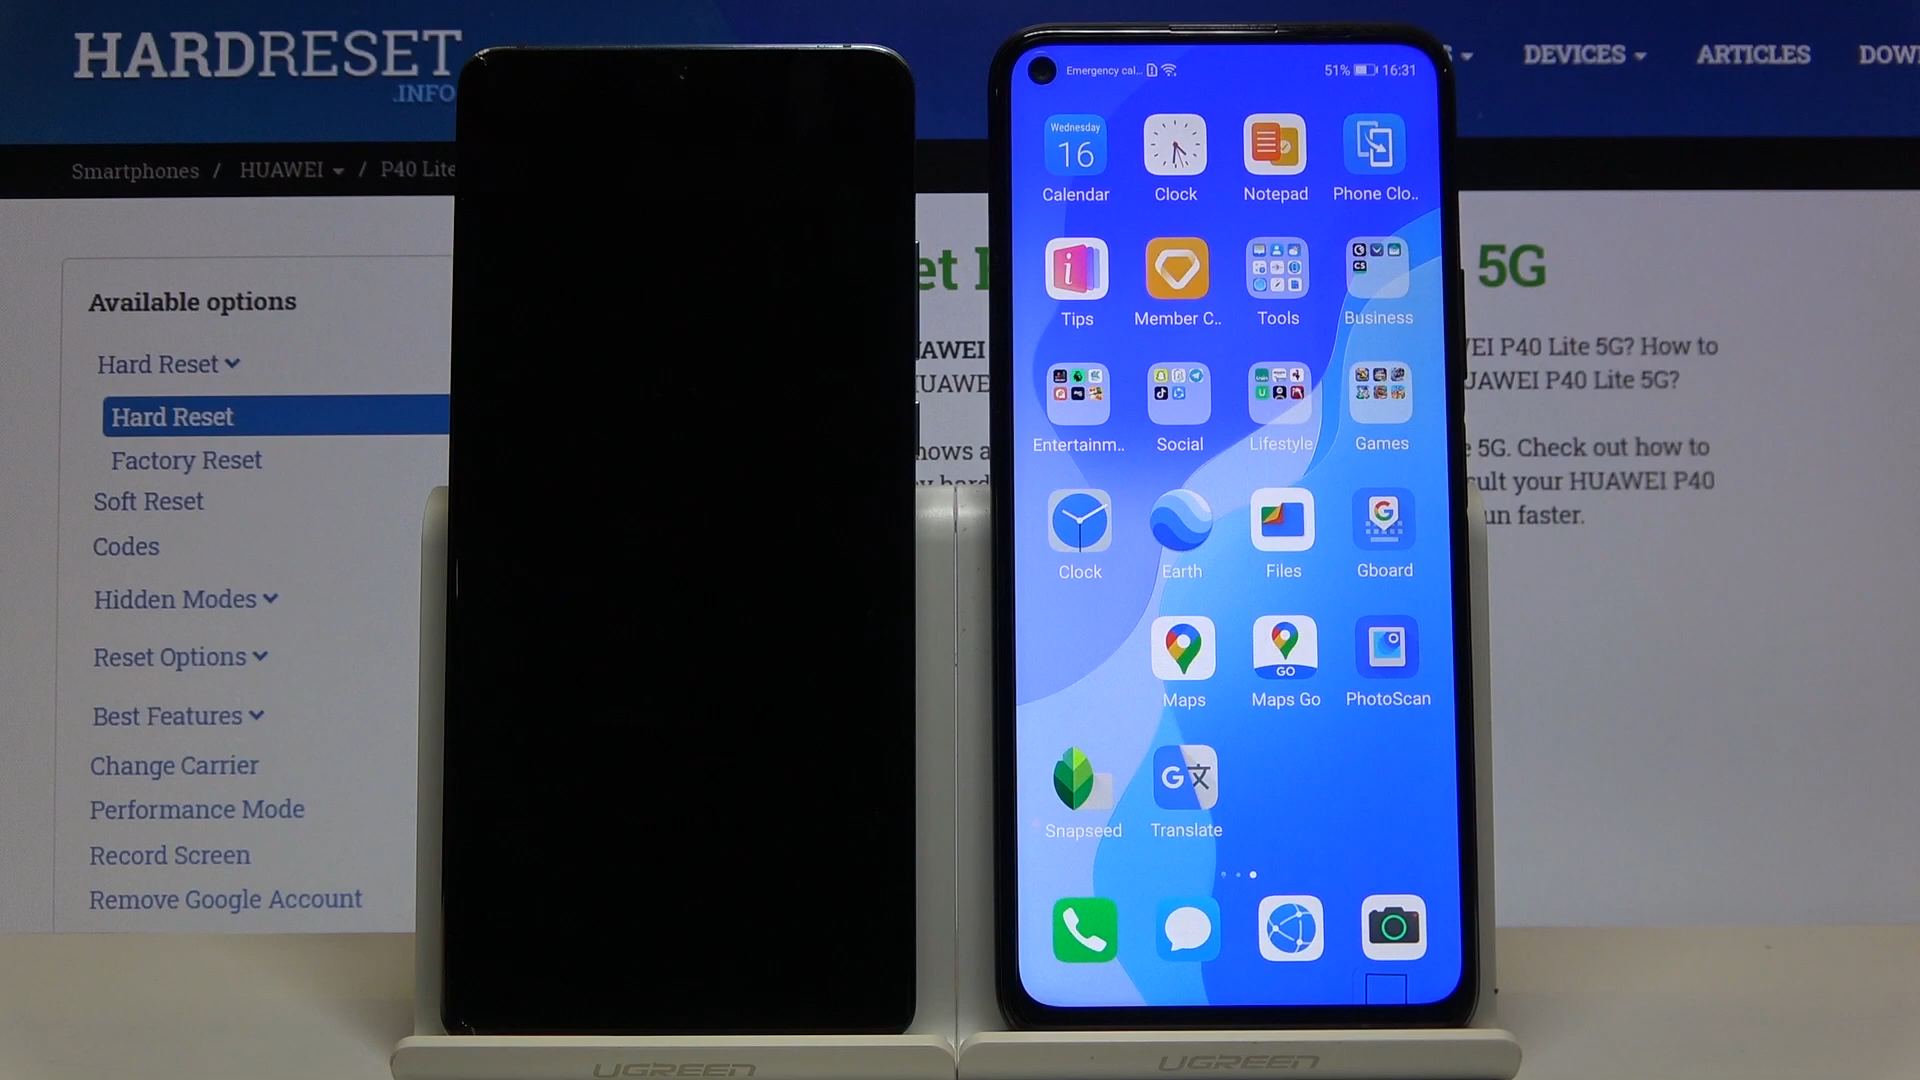 HARDRESET
.INFO
DEVICES
ARTICLES
Smartphones / HUAWEI / P40 Lite
5G
Available options
Hard Reset
Hard Reset
Factory Reset
Soft Reset
Codes
Hidden Modes
Reset Options
Best Features
Change Carrier
Performance Mode
Record Screen
Remove Google Account
P40 Lite 5G? How to
HUAWEI P40 Lite 5G?
5G. Check out how to
your HUAWEI P40
faster.
Emergency cal...
51% 16:31
Wednesday
16
Calendar
Clock
Notepad
Phone Clo..
Tips
Member C..
Tools
Business
Entertainm..
Social
Lifestyle
Games
Clock
Earth
Files
Gboard
GO
Maps
Maps Go
PhotoScan
G文
Snapseed
Translate
UGREEN
UGREEN